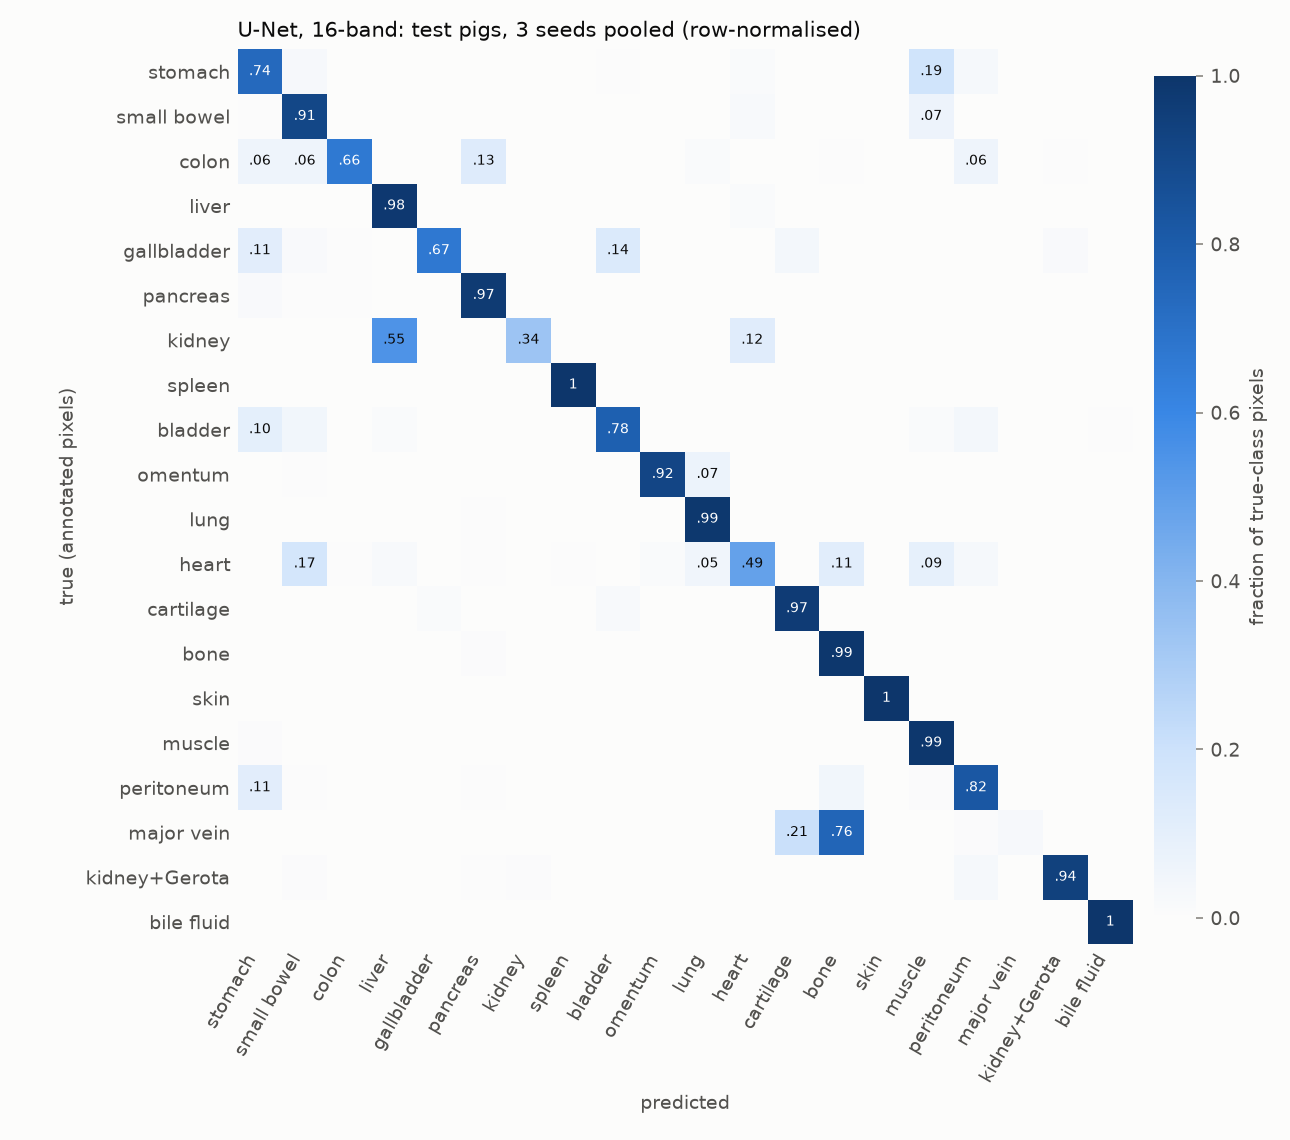 U-Net, 16-band: test pigs, 3 seeds pooled (row-normalised)
stomach .74 .19
small bowel .91 .07
colon .06 .06 .66 .13 .06
liver .98
gallbladder .11 .67 .14
pancreas .97
kidney .55 .34 .12
spleen 1
bladder .10 .78
omentum .92 .07
lung .99
heart .17 .05 .49 .11 .09
cartilage .97
bone .99
skin 1
muscle .99
peritoneum .11 .82
major vein .21 .76
kidney+Gerota .94
bile fluid 1
true (annotated pixels)
stomach
small bowel
colon
liver
gallbladder
pancreas
kidney
spleen
bladder
omentum
lung
heart
cartilage
bone
skin
muscle
peritoneum
major vein
kidney+Gerota
bile fluid
predicted
1.0
0.8
0.6
0.4
0.2
0.0
fraction of true-class pixels